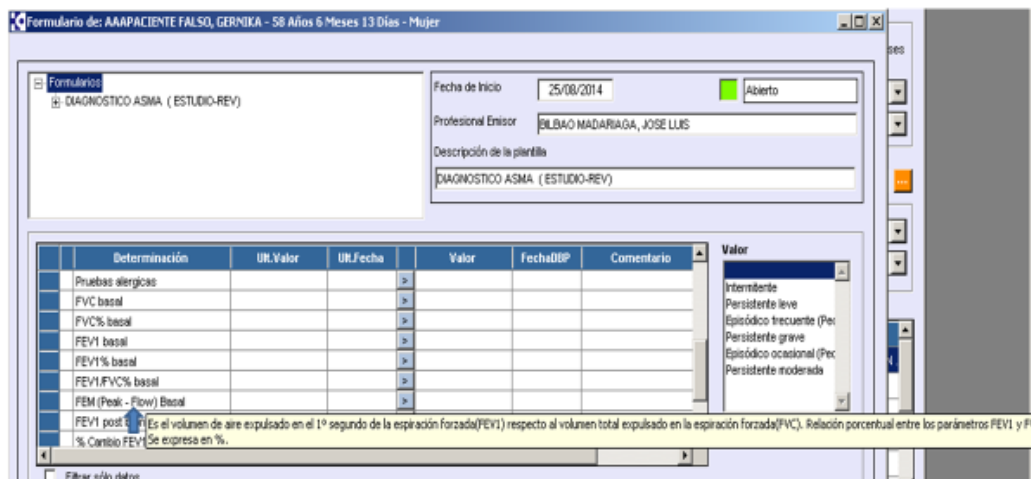 Formulario de: AAAPACIENTE FALSO, GERNIKA - 58 Años 6 Meses 13 Días - Mujer
Formularios
DIAGNOSTICO ASMA ( ESTUDIO-REV)
Fecha de Inicio 25/08/2014 Abierto
Profesional Emisor BILBAO MADARIAGA, JOSE LUIS
Descripción de la plantilla
DIAGNOSTICO ASMA ( ESTUDIO-REV)
Determinación Ult.Valor Ult.Fecha Valor FechaDBP Comentario
Pruebas alergicas
FVC basal
FVC% basal
FEV1 basal
FEV1% basal
FEV1/FVC% basal
FEM (Peak - Flow) Basal
FEV1 post
% Cambio FEV1
Valor
Intermitente
Persistente leve
Episódico frecuente (Pec
Persistente grave
Episódico ocasional (Pec
Persistente moderada
Es el volumen de aire expulsado en el 1º segundo de la espiración forzada(FEV1) respecto al volumen total expulsado en la espiración forzada(FVC). Relación porcentual entre los parámetros FEV1 y
Se expresa en %.
Filtrar sólo datos